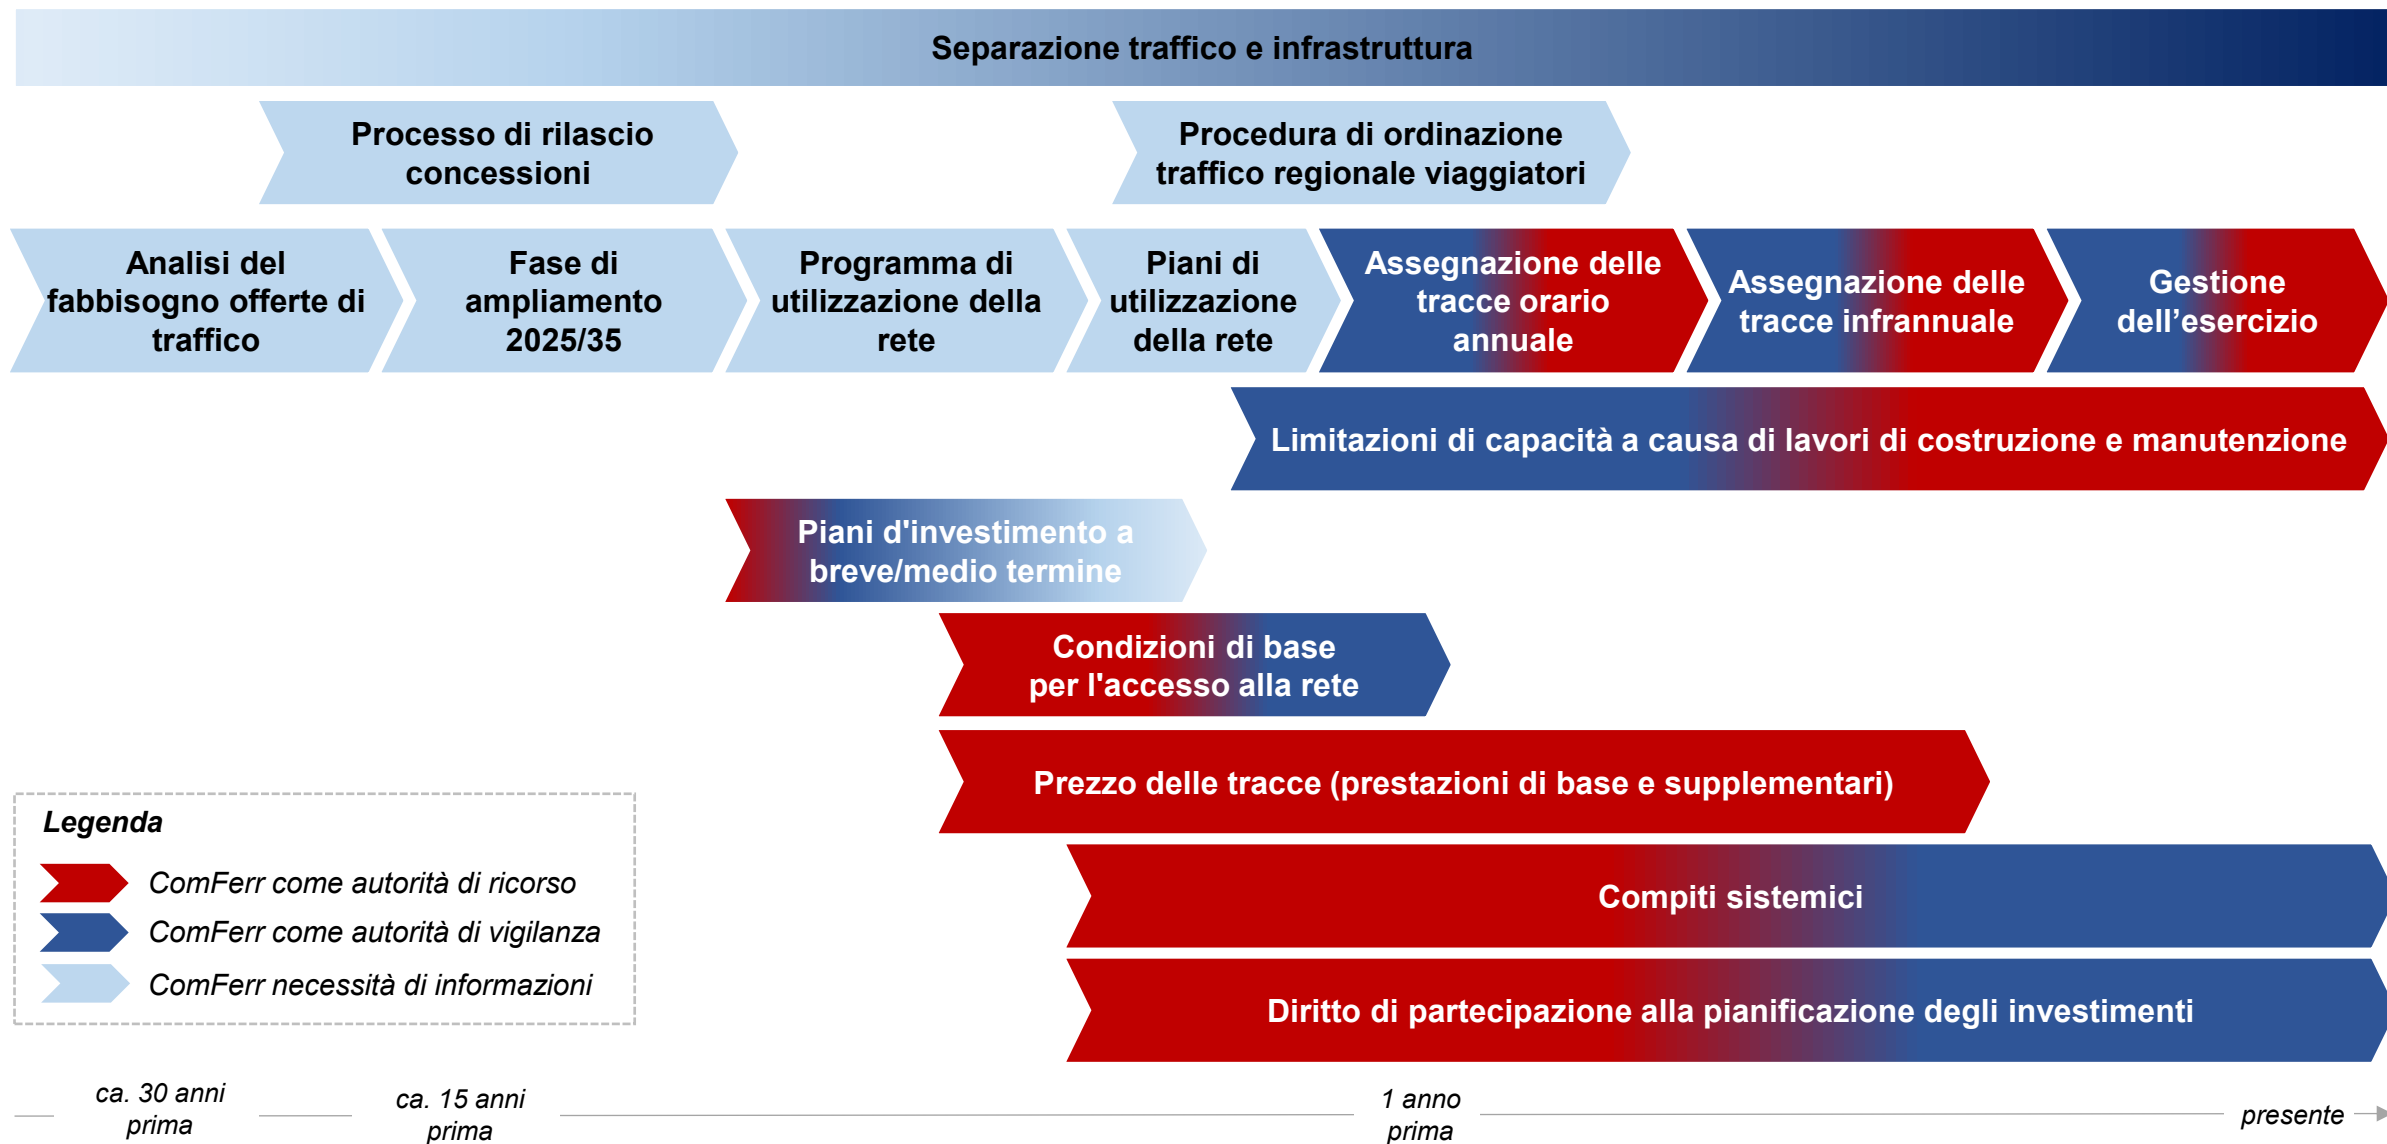 Separazione traffico e infrastruttura
Processo di rilascio
concessioni
Procedura di ordinazione
traffico regionale viaggiatori
Analisi del
fabbisogno offerte di
traffico
Fase di
ampliamento
2025/35
Programma di
utilizzazione della
rete
Piani di
utilizzazione
della rete
Assegnazione delle
tracce orario
annuale
Assegnazione delle
tracce infrannuale
Gestione
dell’esercizio
Limitazioni di capacità a causa di lavori di costruzione e manutenzione
Piani d'investimento a
breve/medio termine
Condizioni di base
per l'accesso alla rete
Prezzo delle tracce (prestazioni di base e supplementari)
Compiti sistemici
Diritto di partecipazione alla pianificazione degli investimenti
Legenda
ComFerr come autorità di ricorso
ComFerr come autorità di vigilanza
ComFerr necessità di informazioni
ca. 30 anni
prima
ca. 15 anni
prima
1 anno
prima
presente